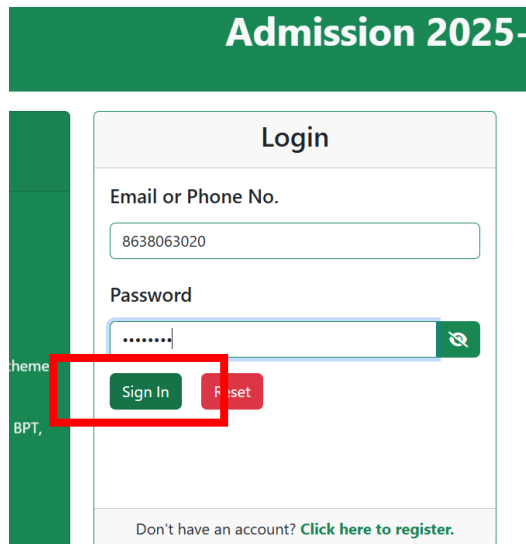 Admission 2025-
Login
Email or Phone No.
8638063020
Password
••••••••
heme
Sign In Reset
BPT,
Don't have an account? Click here to register.